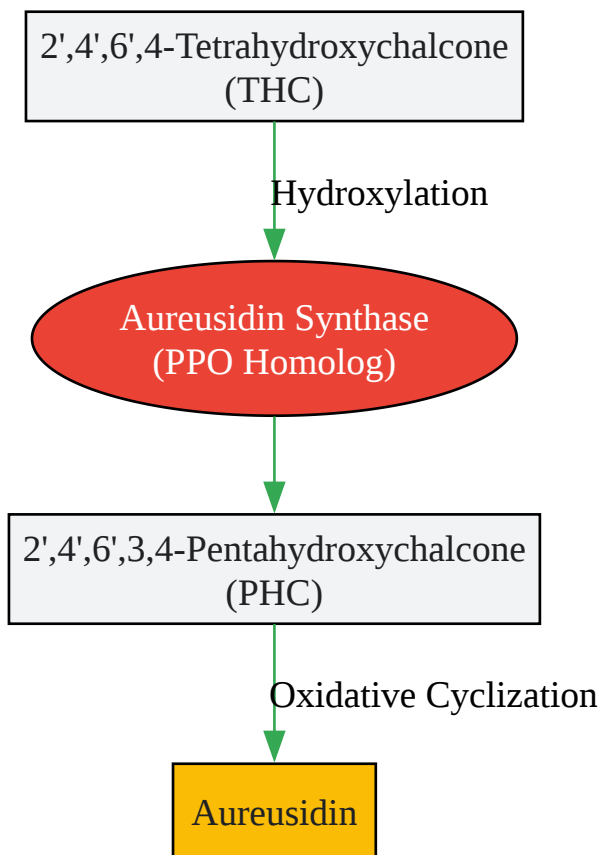 2',4',6',4-Tetrahydroxychalcone
(THC)
Hydroxylation
Aureusidin Synthase
(PPO Homolog)
2',4',6',3,4-Pentahydroxychalcone
(PHC)
Oxidative Cyclization
Aureusidin